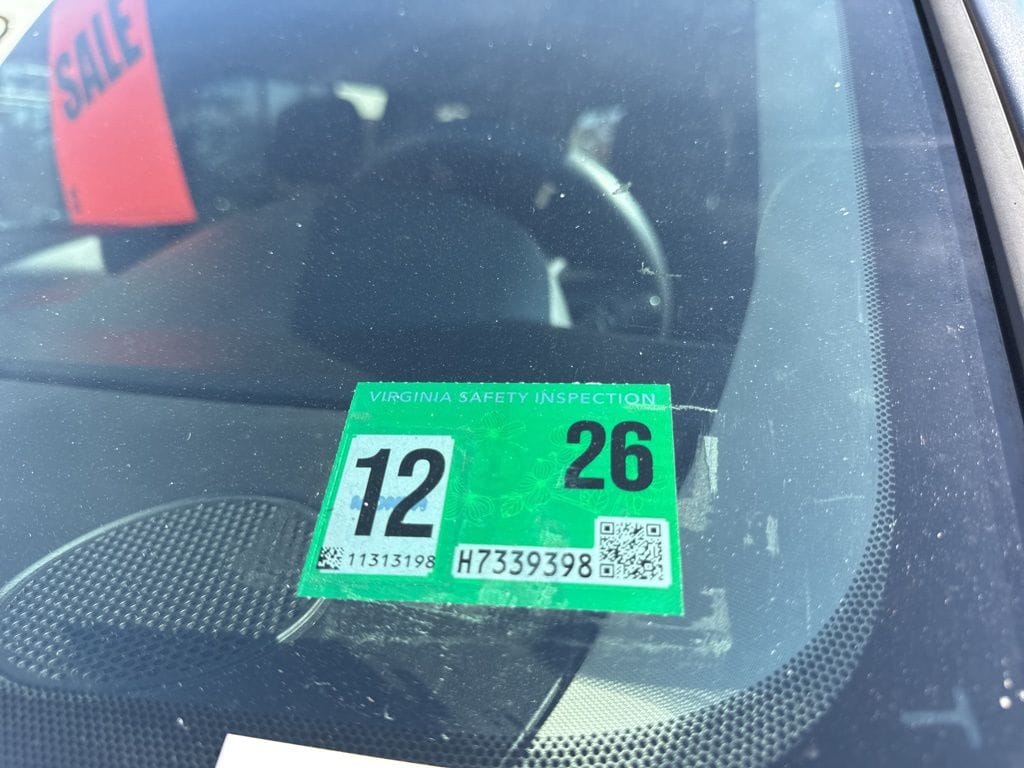 SALE
VIRGINIA SAFETY INSPECTION
12
26
11313198
H7339398